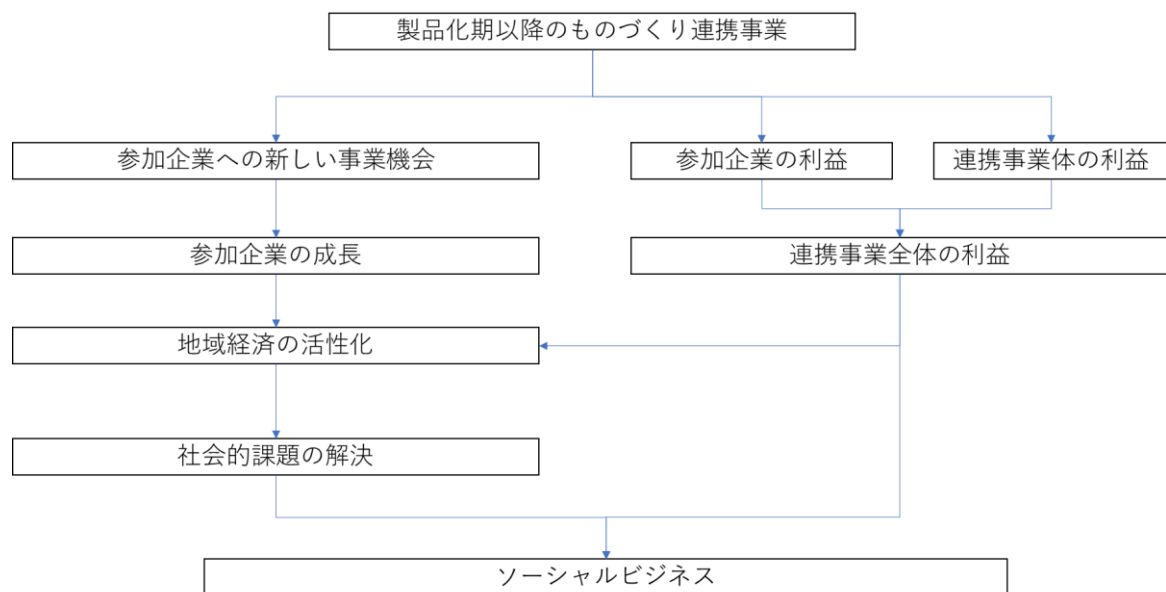 製品化期以降のものづくり連携事業
参加企業への新しい事業機会
参加企業の利益
連携事業体の利益
参加企業の成長
連携事業全体の利益
地域経済の活性化
社会的課題の解決
ソーシャルビジネス